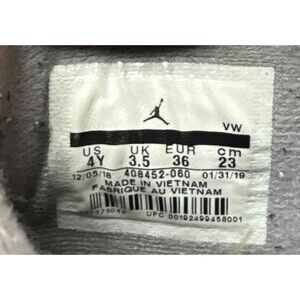 VW
US UK EUR cm
4Y 3.5 36 23
12/05/18 408452-060 01/31/19
MADE IN VIETNAM
FABRIQUE AU VIETNAM
UPC 00192499458001